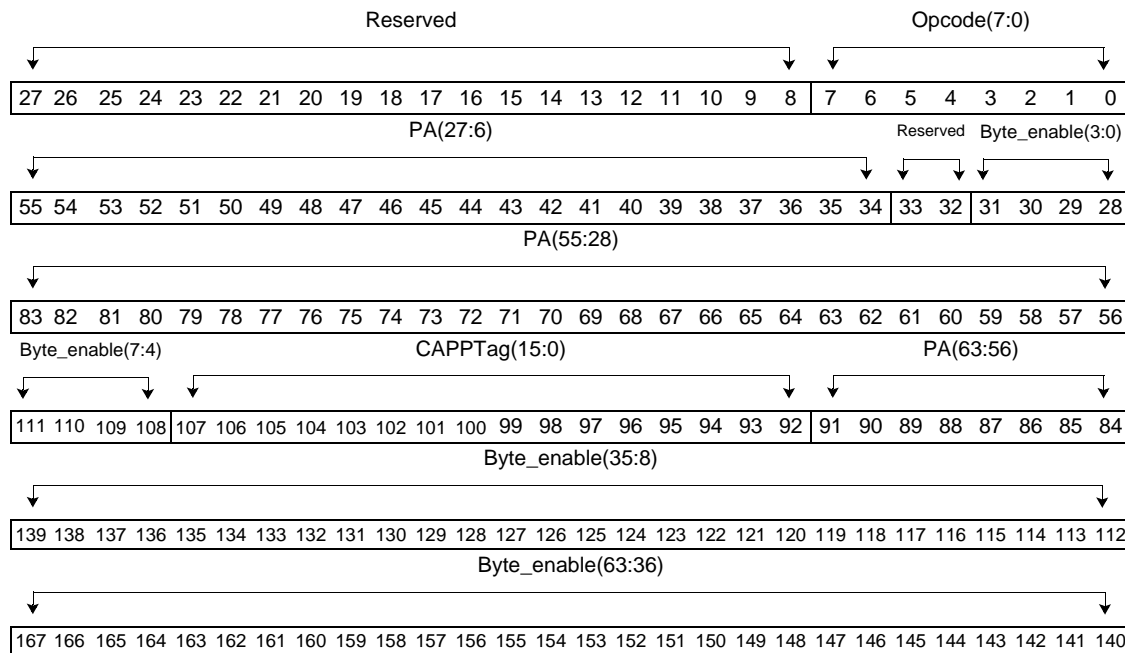 Reserved Opcode(7:0)
27 26 25 24 23 22 21 20 19 18 17 16 15 14 13 12 11 10 9 8 7 6 5 4 3 2 1 0
PA(27:6) Reserved Byte_enable(3:0)
55 54 53 52 51 50 49 48 47 46 45 44 43 42 41 40 39 38 37 36 35 34 33 32 31 30 29 28
PA(55:28)
83 82 81 80 79 78 77 76 75 74 73 72 71 70 69 68 67 66 65 64 63 62 61 60 59 58 57 56
Byte_enable(7:4) CAPPTag(15:0) PA(63:56)
111 110 109 108 107 106 105 104 103 102 101 100 99 98 97 96 95 94 93 92 91 90 89 88 87 86 85 84
Byte_enable(35:8)
139 138 137 136 135 134 133 132 131 130 129 128 127 126 125 124 123 122 121 120 119 118 117 116 115 114 113 112
Byte_enable(63:36)
167 166 165 164 163 162 161 160 159 158 157 156 155 154 153 152 151 150 149 148 147 146 145 144 143 142 141 140